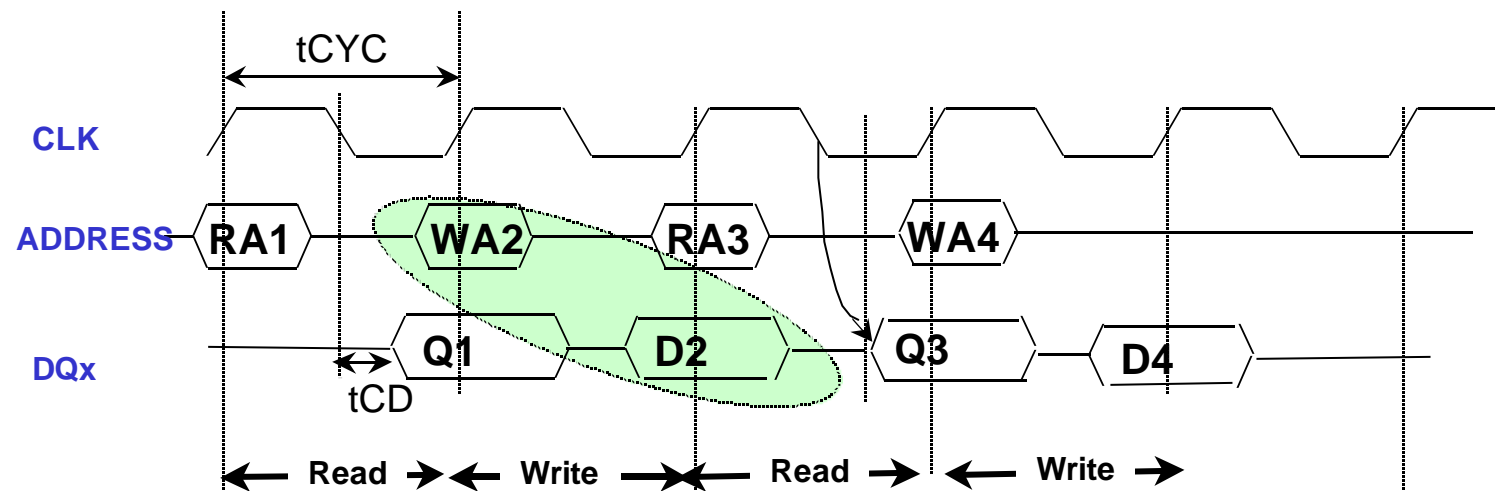 tCYC
CLK
ADDRESS RA1 WA2 RA3 WA4
DQx Q1 D2 Q3 D4
tCD
Read Write Read Write